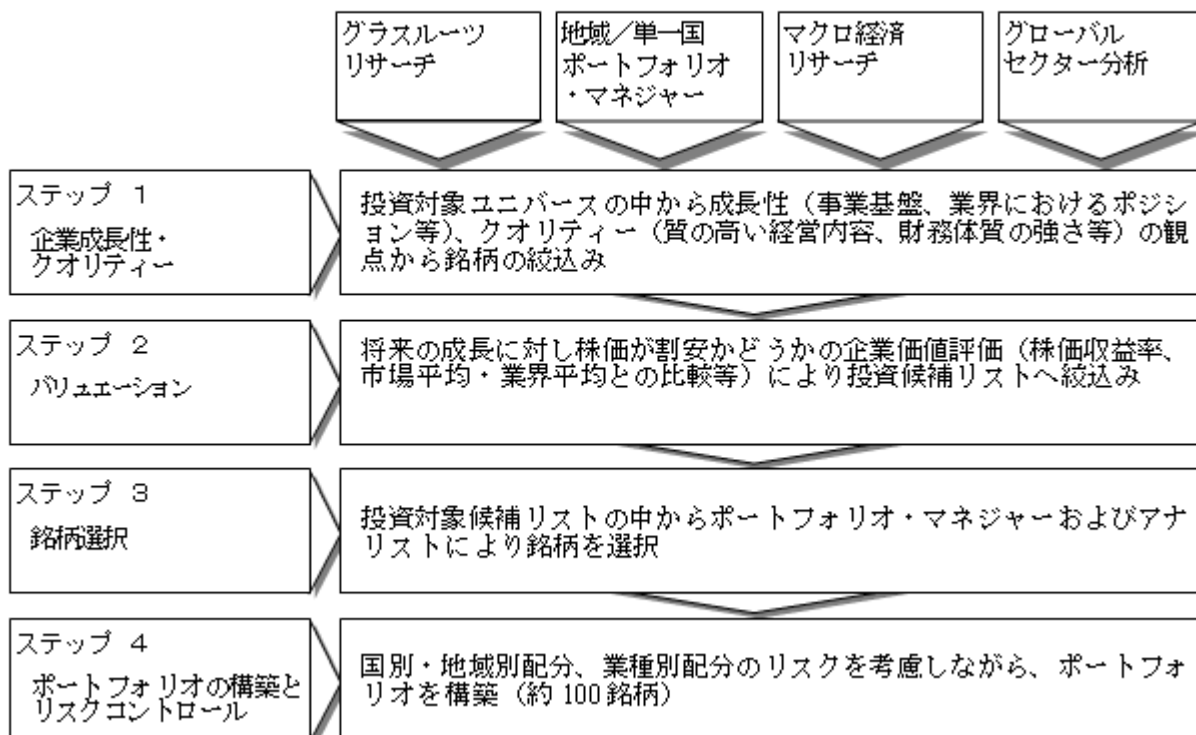 グラスルーツ
リサーチ
地域／単一国
ポートフォリオ
・マネジャー
マクロ経済
リサーチ
グローバル
セクター分析
ステップ １
企業成長性・
クオリティー
投資対象ユニバースの中から成長性（事業基盤、業界におけるポジシ
ョン等）、クオリティー（質の高い経営内容、財務体質の強さ等）の観
点から銘柄の絞込み
ステップ ２
バリュエーション
将来の成長に対し株価が割安かどうかの企業価値評価（株価収益率、
市場平均・業界平均との比較等）により投資候補リストへ絞込み
ステップ ３
銘柄選択
投資対象候補リストの中からポートフォリオ・マネジャーおよびアナ
リストにより銘柄を選択
ステップ ４
ポートフォリオの構築と
リスクコントロール
国別・地域別配分、業種別配分のリスクを考慮しながら、ポートフォ
リオを構築（約 100 銘柄）